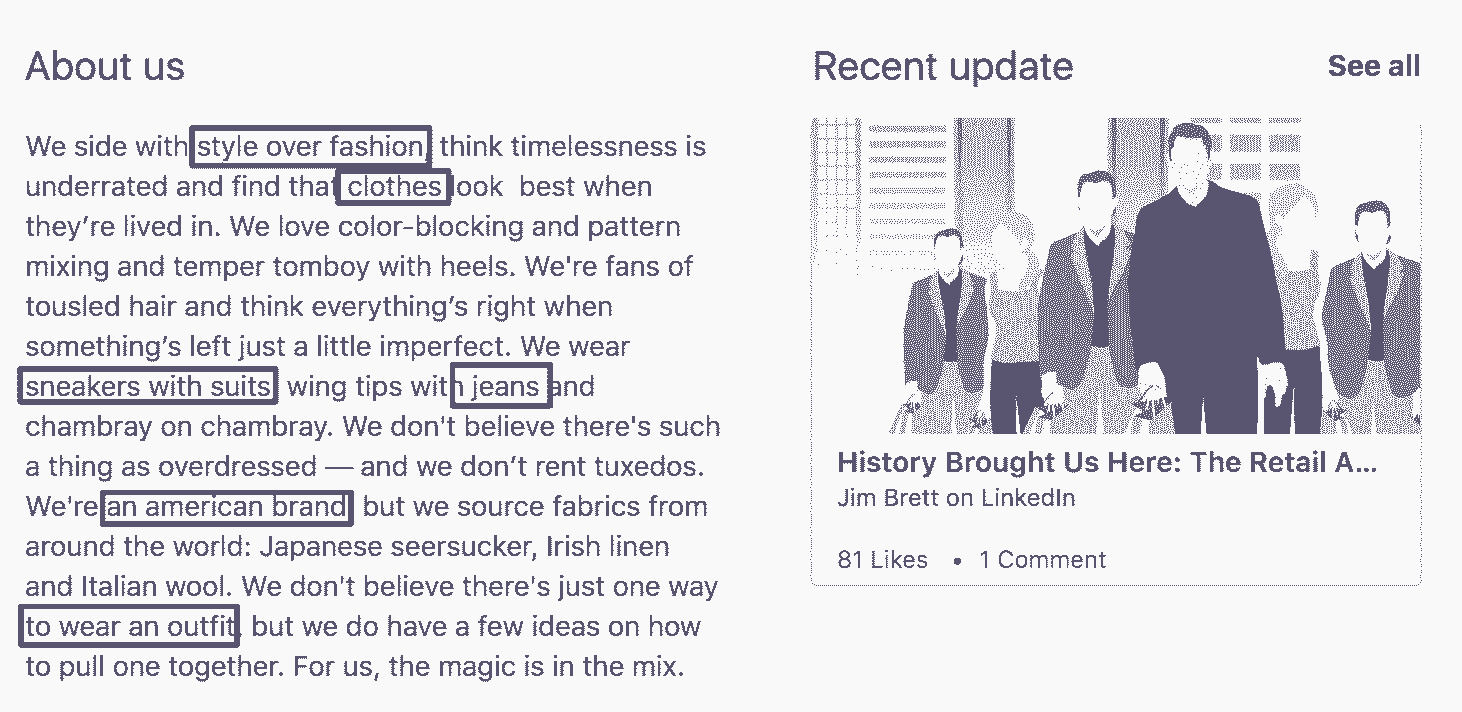 About us
We side with style over fashion, think timelessness is
underrated and find that clothes look best when
they’re lived in. We love color-blocking and pattern
mixing and temper tomboy with heels. We're fans of
tousled hair and think everything’s right when
something’s left just a little imperfect. We wear
sneakers with suits, wing tips with jeans and
chambray on chambray. We don't believe there's such
a thing as overdressed — and we don’t rent tuxedos.
We're an american brand, but we source fabrics from
around the world: Japanese seersucker, Irish linen
and Italian wool. We don't believe there's just one way
to wear an outfit, but we do have a few ideas on how
to pull one together. For us, the magic is in the mix.
Recent update
See all
History Brought Us Here: The Retail A...
Jim Brett on LinkedIn
81 Likes • 1 Comment